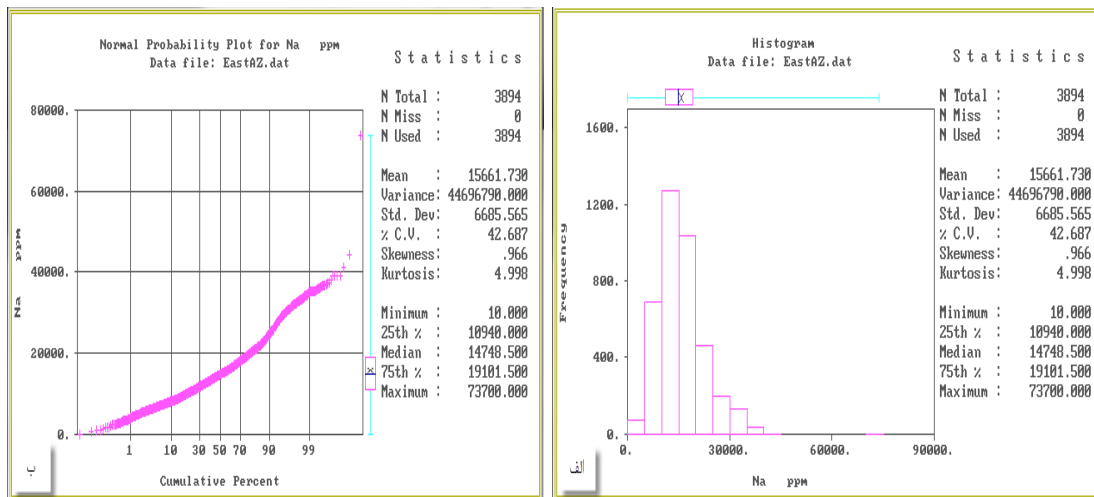 Normal Probability Plot for Na ppm
Data file: EastAZ.dat
Statistics
N Total : 3894
N Miss : 0
N Used : 3894
Mean : 15661.730
Variance: 44696790.000
Std. Dev: 6685.565
% C.V. : 42.687
Skewness: .966
Kurtosis: 4.998
Minimum : 10.000
25th % : 10940.000
Median : 14748.500
75th % : 19101.500
Maximum : 73700.000
80000.
60000.
40000.
20000.
0.
Na ppm
1 10 30 50 70 90 99
Cumulative Percent
ب
Histogram
Data file: EastAZ.dat
Statistics
N Total : 3894
N Miss : 0
N Used : 3894
Mean : 15661.730
Variance: 44696790.000
Std. Dev: 6685.565
% C.V. : 42.687
Skewness: .966
Kurtosis: 4.998
Minimum : 10.000
25th % : 10940.000
Median : 14748.500
75th % : 19101.500
Maximum : 73700.000
1600.
1200.
800.
400.
0.
Frequency
0. 30000. 60000. 90000.
Na ppm
الف